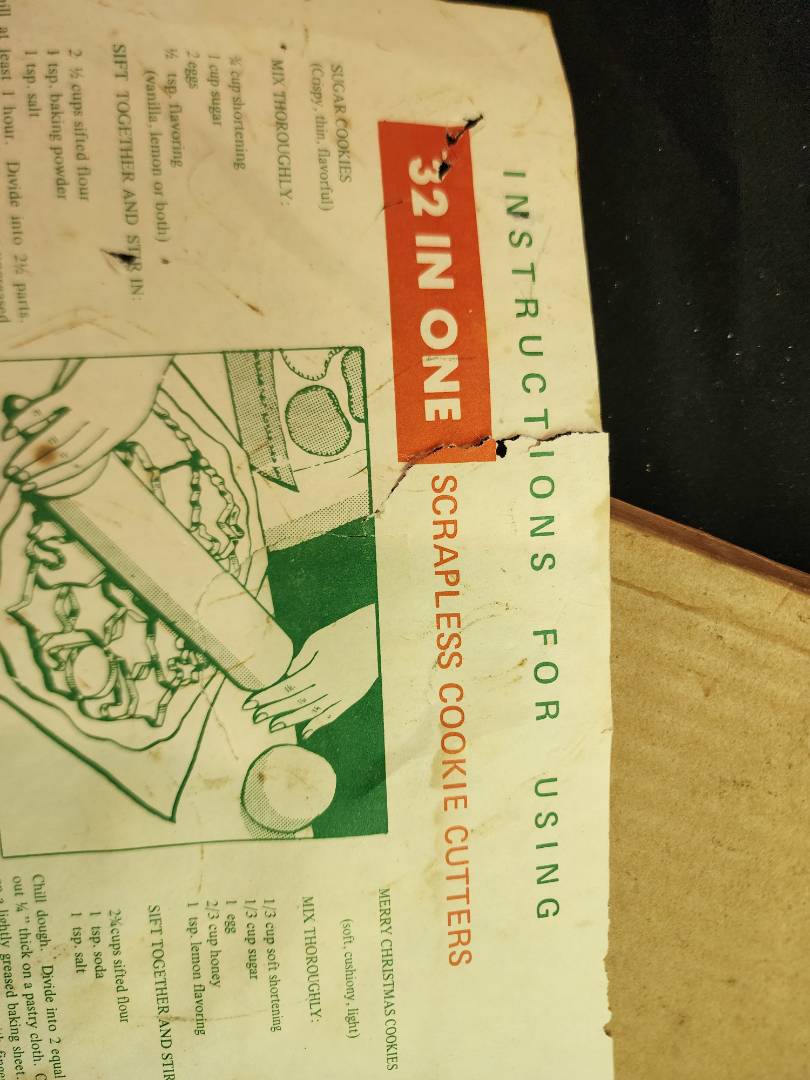 INSTRUCTIONS FOR USING
32 IN ONE SCRAPLESS COOKIE CUTTERS
SUGAR COOKIES
(Crispy, thin, flavorful)
* MIX THOROUGHLY:
¾ cup shortening
1 cup sugar
2 eggs
½ tsp. flavoring
(vanilla, lemon or both)
SIFT TOGETHER AND STIR IN:
2 ½ cups sifted flour
1 tsp. baking powder
1 tsp. salt
at least 1 hour. Divide into 2½ parts.
MERRY CHRISTMAS COOKIES
(soft, cushiony, light)
MIX THOROUGHLY:
1/3 cup soft shortening
1/3 cup sugar
1 egg
2/3 cup honey
1 tsp. lemon flavoring
SIFT TOGETHER AND STIR
2¾ cups sifted flour
1 tsp. soda
1 tsp. salt
Chill dough. Divide into 2 equal
out ¼" thick on a pastry cloth.
lightly greased baking sheet.